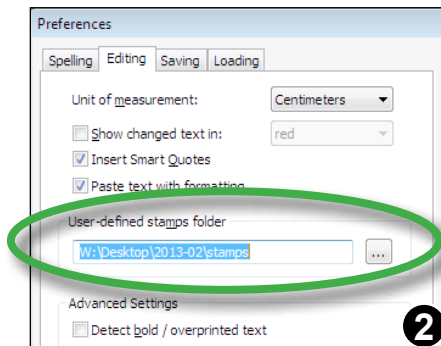 Preferences
Spelling Editing Saving Loading
Unit of measurement: Centimeters
Show changed text in: red
Insert Smart Quotes
Paste text with formatting
User-defined stamps folder
W:\Desktop\2013-02\stamps ...
Advanced Settings
Detect bold / overprinted text
2